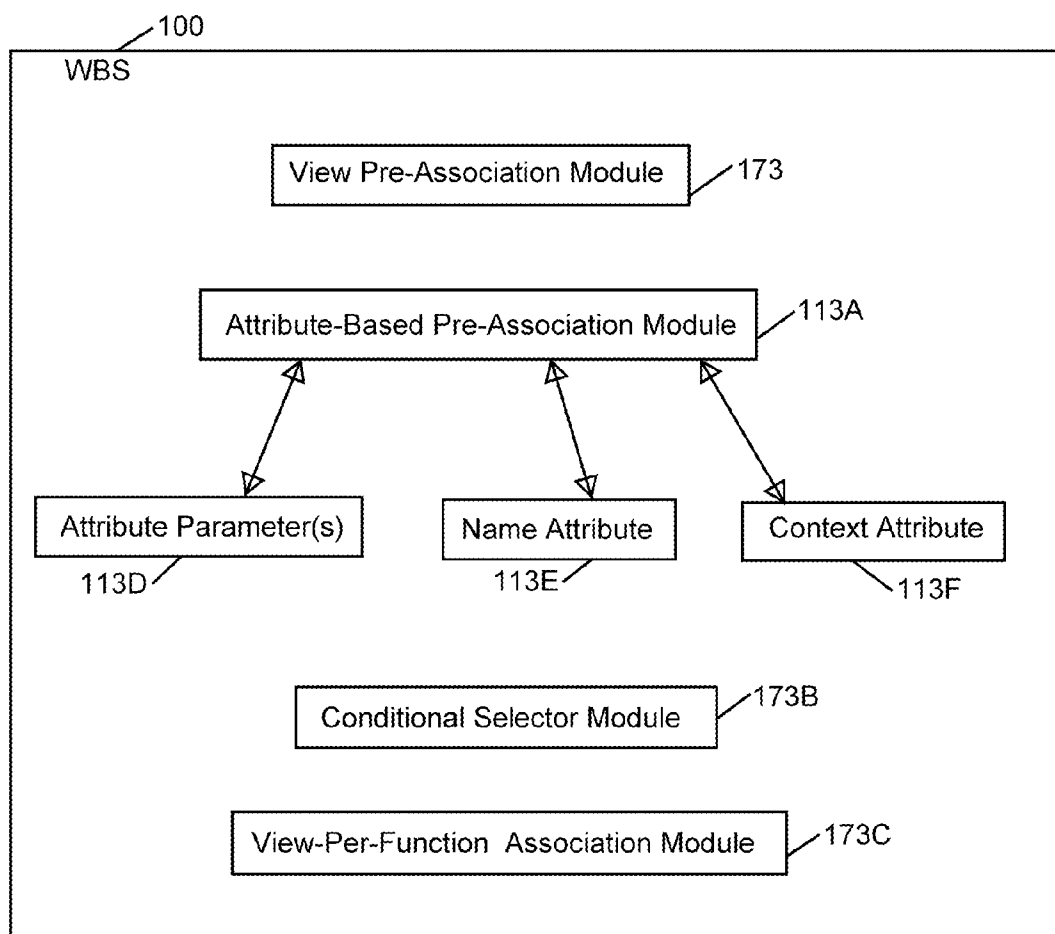 100
WBS
View Pre-Association Module
173
Attribute-Based Pre-Association Module
113A
Attribute Parameter(s)
Name Attribute
Context Attribute
113D
113E
113F
Conditional Selector Module
173B
View-Per-Function Association Module
173C